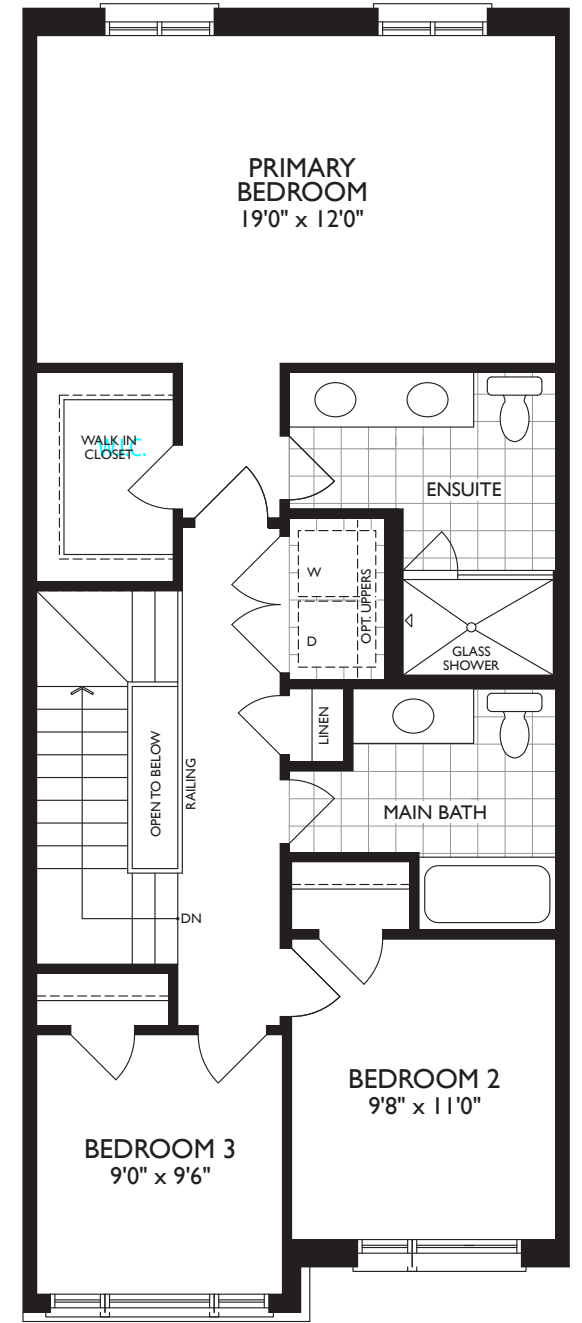 PRIMARY
BEDROOM
19'0" x 12'0"
WALK IN
CLOSET
W.I.C.
ENSUITE
W
D
OPT. UPPERS
GLASS
SHOWER
LINEN
OPEN TO BELOW
RAILING
MAIN BATH
DN
BEDROOM 2
9'8" x 11'0"
BEDROOM 3
9'0" x 9'6"